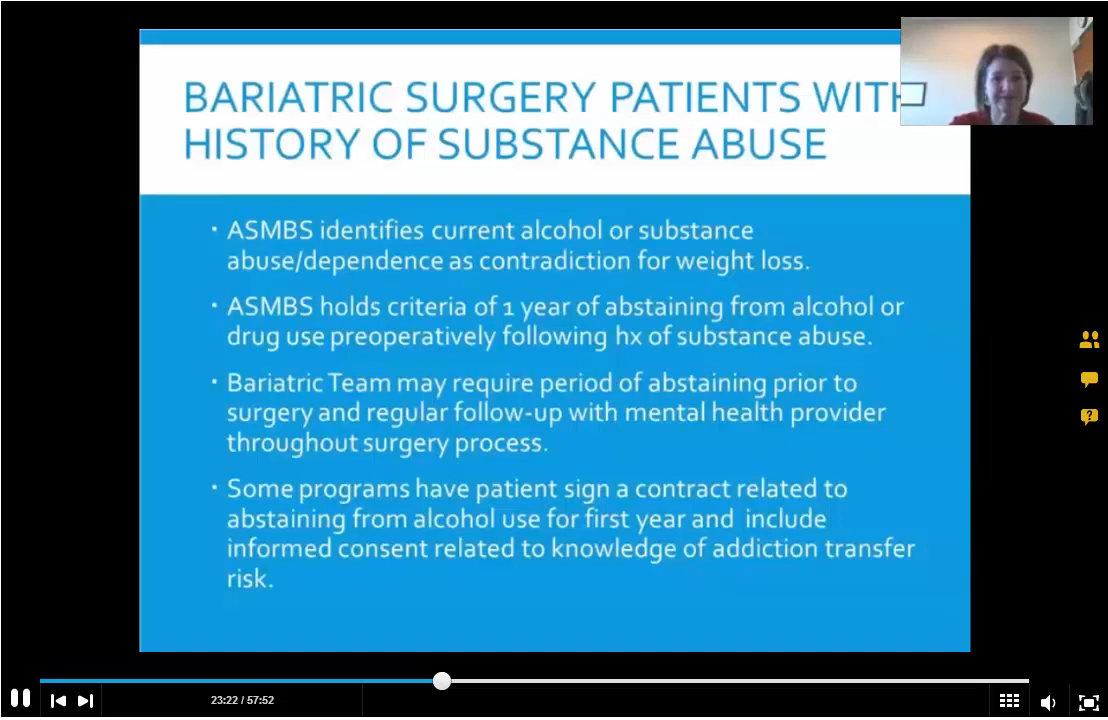 BARIATRIC SURGERY PATIENTS WITH
HISTORY OF SUBSTANCE ABUSE
· ASMBS identifies current alcohol or substance
abuse/dependence as contradiction for weight loss.
· ASMBS holds criteria of 1 year of abstaining from alcohol or
drug use preoperatively following hx of substance abuse.
· Bariatric Team may require period of abstaining prior to
surgery and regular follow-up with mental health provider
throughout surgery process.
· Some programs have patient sign a contract related to
abstaining from alcohol use for first year and include
informed consent related to knowledge of addiction transfer
risk.
?
23:22 / 57:52